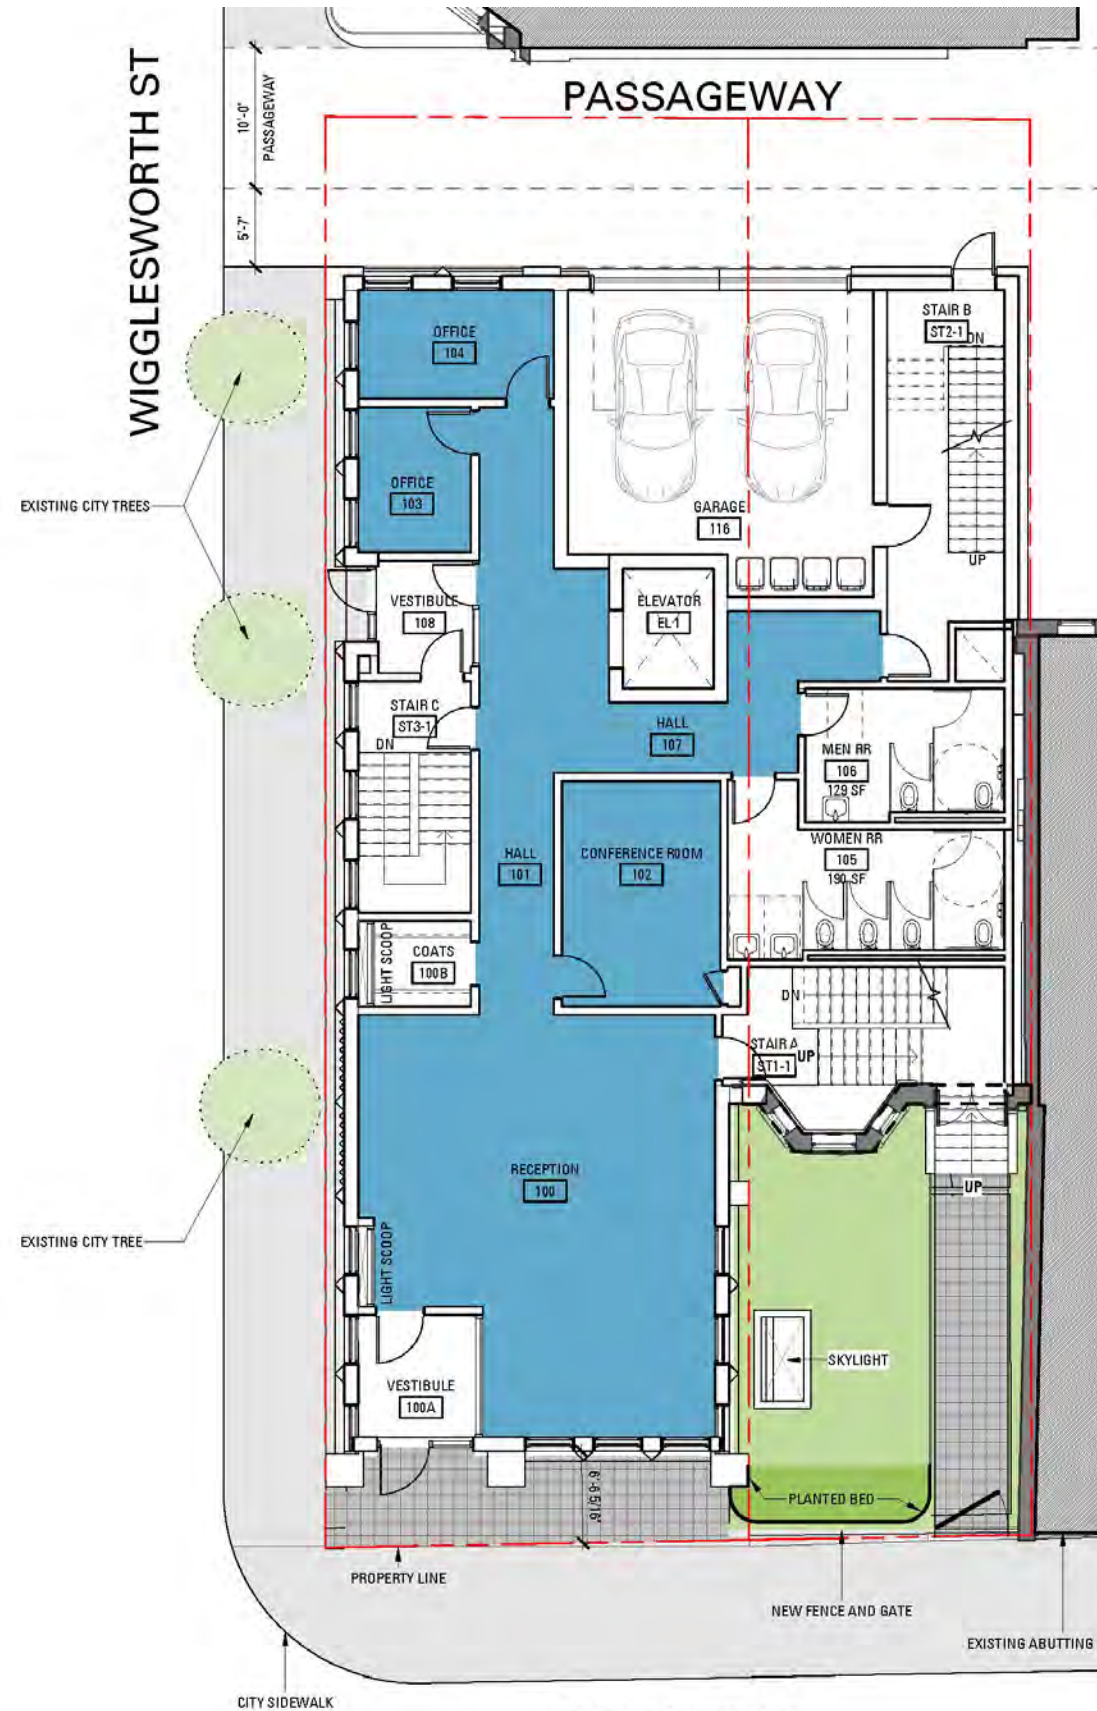 WIGGLESWORTH ST
PASSAGEWAY
10'-0"
PASSAGEWAY
5'-7"
OFFICE
104
STAIR B
ST2-1
DN
EXISTING CITY TREES
OFFICE
103
GARAGE
116
UP
VESTIBULE
108
ELEVATOR
EL-1
STAIR C
ST3-1
DN
HALL
107
MEN RR
106
129 SF
HALL
101
CONFERENCE ROOM
102
WOMEN RR
105
190 SF
LIGHT SCOOP
COATS
100B
DN
STAIR A
ST1-1
UP
RECEPTION
100
UP
EXISTING CITY TREE
LIGHT SCOOP
SKYLIGHT
VESTIBULE
100A
6'-6 5/16"
PLANTED BED
PROPERTY LINE
NEW FENCE AND GATE
EXISTING ABUTTING
CITY SIDEWALK